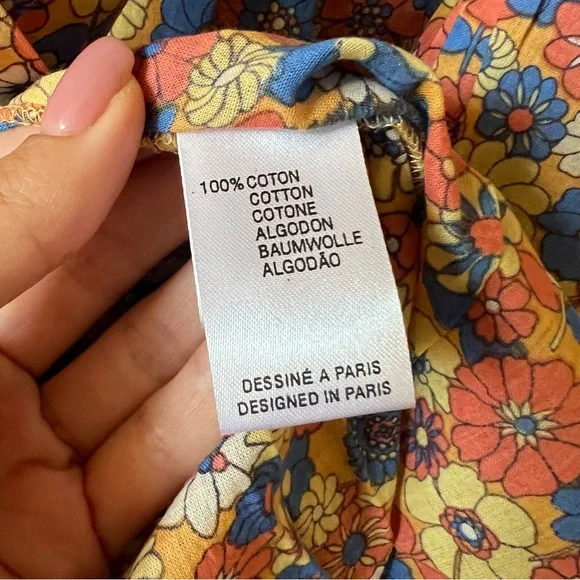 100% COTON
COTTON
COTONE
ALGODON
BAUMWOLLE
ALGODÃO
DESSINÉ A PARIS
DESIGNED IN PARIS